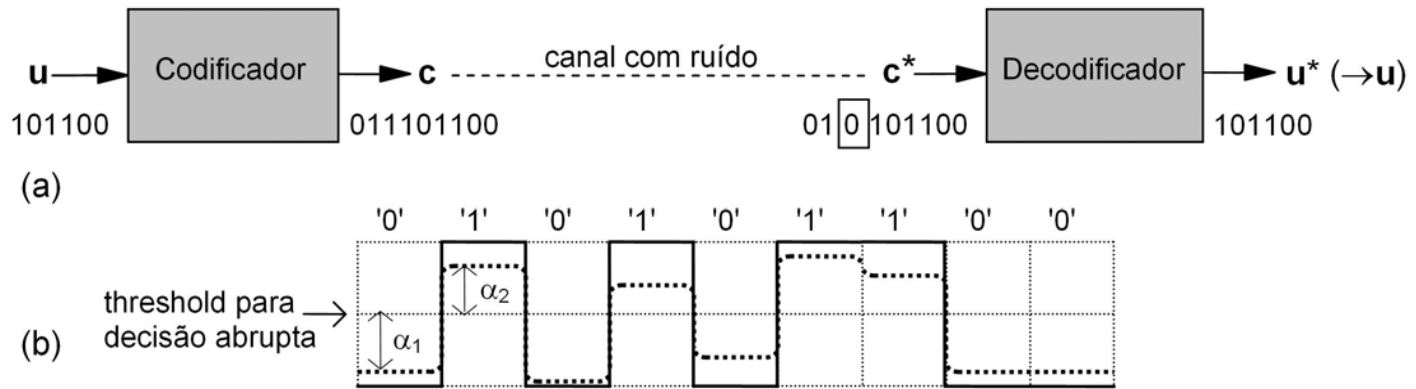 Codificador
canal com ruído
Decodificador
u
c
c*
u* (→u)
101100
011101100
01 0 101100
101100
(a)
'0' '1' '0' '1' '0' '1' '1' '0' '0'
threshold para
decisão abrupta
α2
α1
(b)